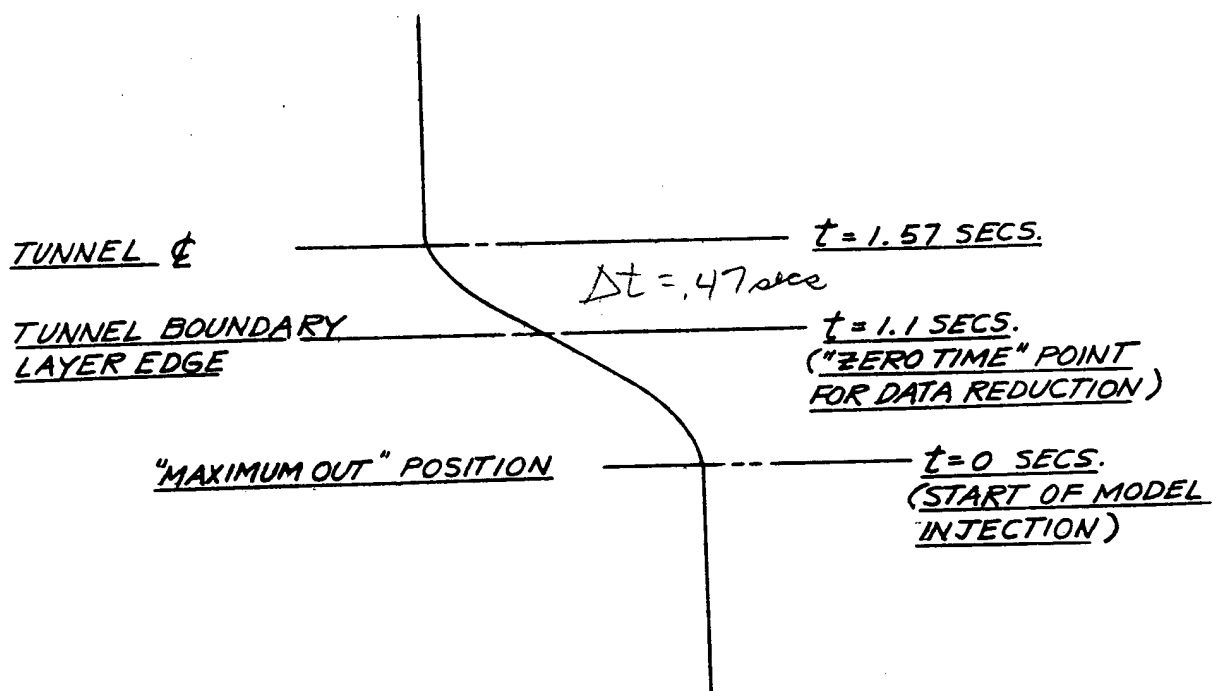 TUNNEL ℄
t = 1.57 SECS.
Δt = .47 secs
TUNNEL BOUNDARY
LAYER EDGE
t = 1.1 SECS.
("ZERO TIME" POINT
FOR DATA REDUCTION)
"MAXIMUM OUT" POSITION
t=0 SECS.
(START OF MODEL
INJECTION)